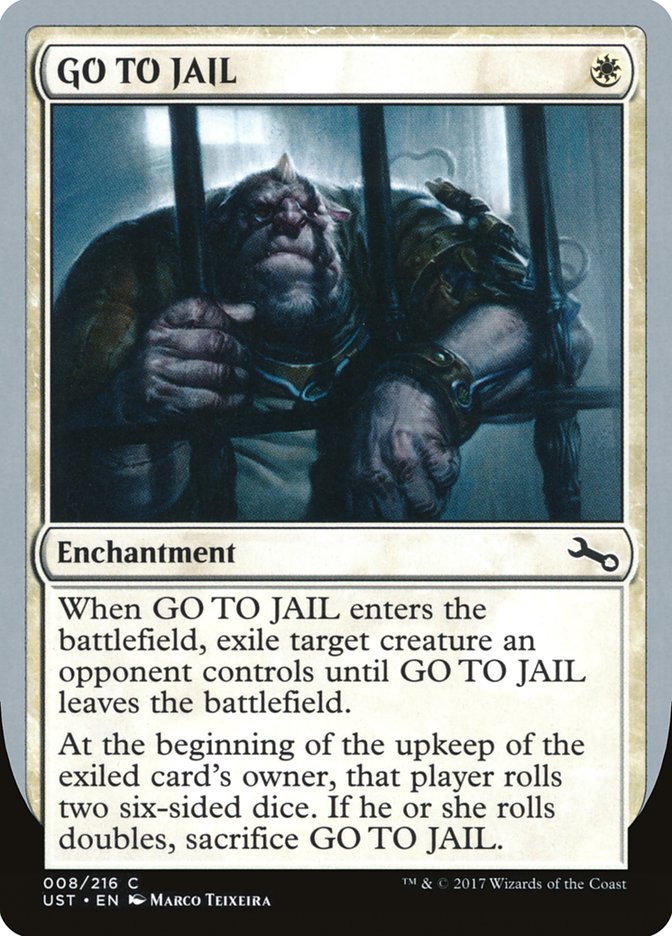 GO TO JAIL
Enchantment
When GO TO JAIL enters the
battlefield, exile target creature an
opponent controls until GO TO JAIL
leaves the battlefield.
At the beginning of the upkeep of the
exiled card's owner, that player rolls
two six-sided dice. If he or she rolls
doubles, sacrifice GO TO JAIL.
008/216 C
™ & © 2017 Wizards of the Coast
UST • EN Marco Teixeira